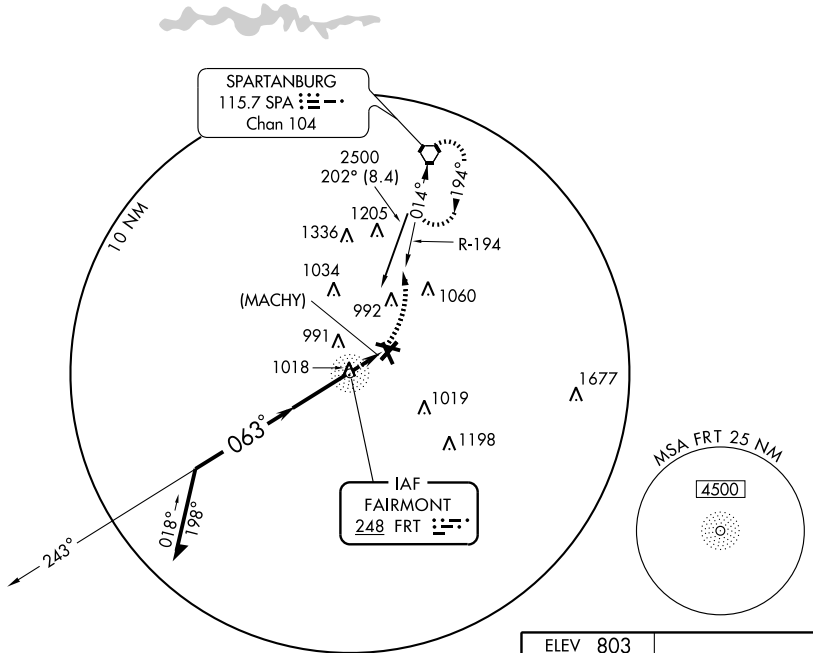 SPARTANBURG
115.7 SPA
Chan 104
10 NM
2500
202° (8.4)
014°
194°
R-194
1205
1336
1034
992
1060
(MACHY)
991
1018
1677
1019
1198
063°
018°
198°
243°
IAF
FAIRMONT
248 FRT
MSA FRT 25 NM
4500
ELEV 803